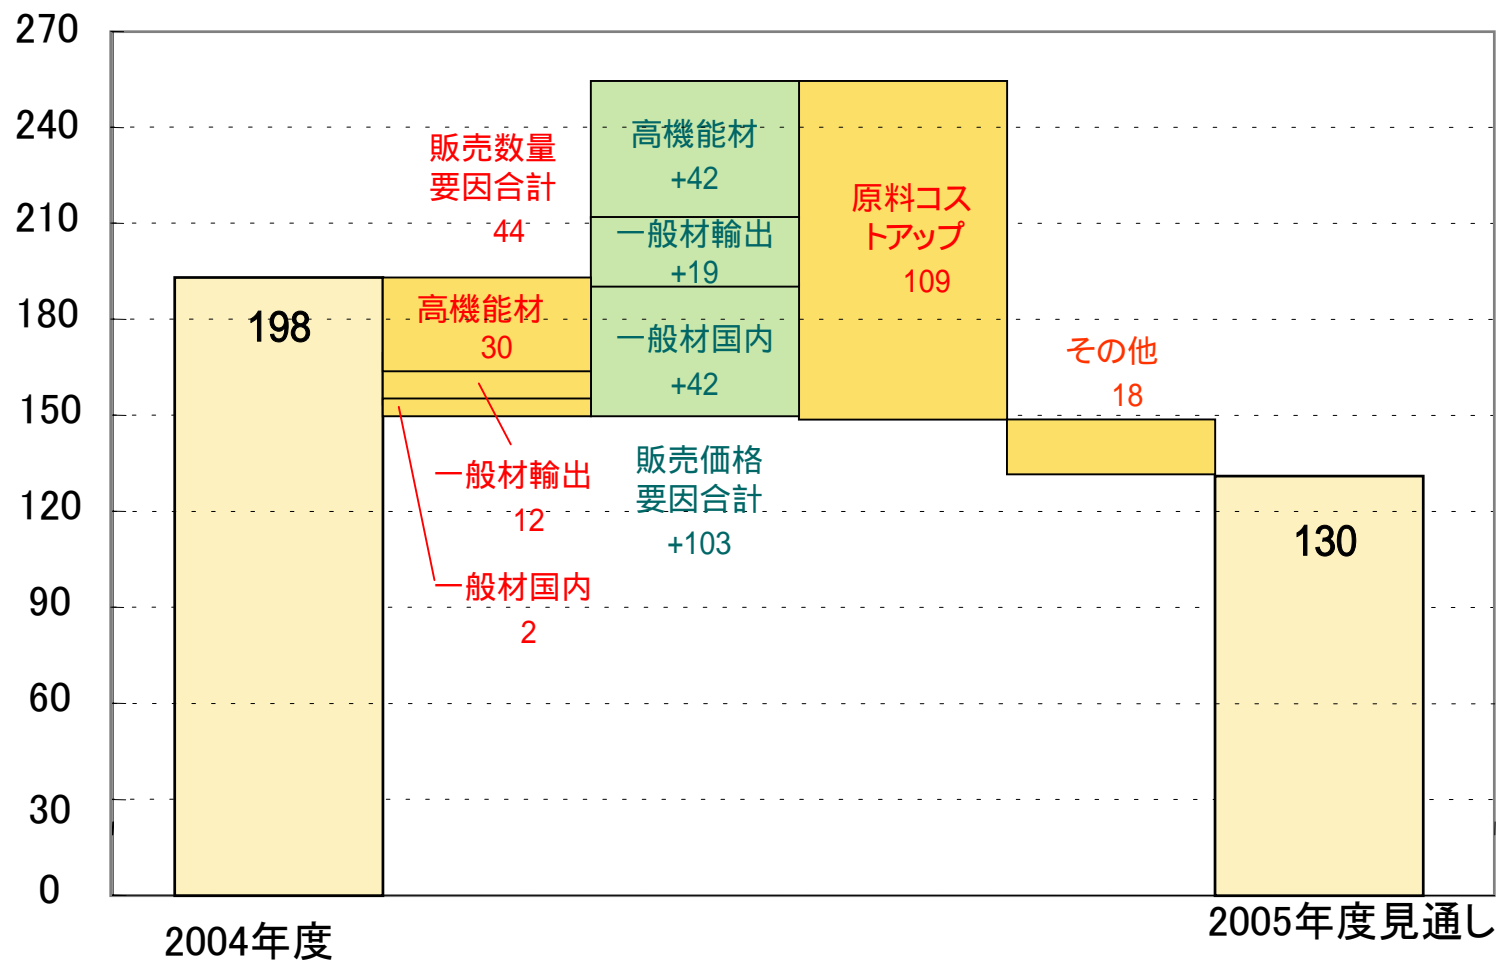 270
240
210
180
150
120
90
60
30
0
198
販売数量
要因合計
44
高機能材
30
一般材輸出
12
一般材国内
2
高機能材
+42
一般材輸出
+19
一般材国内
+42
販売価格
要因合計
+103
原料コス
トアップ
109
その他
18
130
2004年度
2005年度見通し